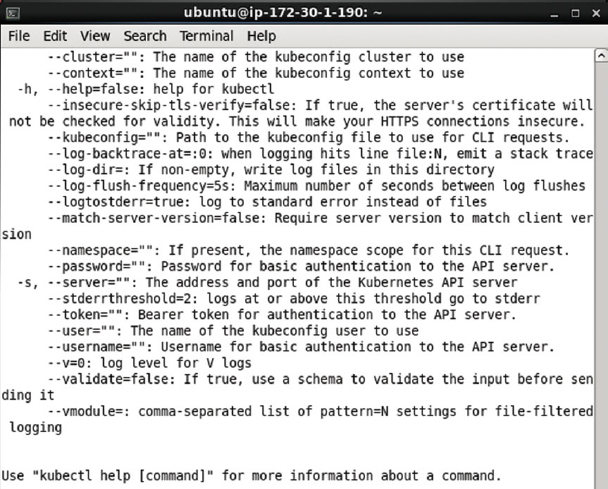 ubuntu@ip-172-30-1-190: ~
File Edit View Search Terminal Help
--cluster="": The name of the kubeconfig cluster to use
--context="": The name of the kubeconfig context to use
-h, --help=false: help for kubectl
--insecure-skip-tls-verify=false: If true, the server's certificate will
not be checked for validity. This will make your HTTPS connections insecure.
--kubeconfig="": Path to the kubeconfig file to use for CLI requests.
--log-backtrace-at=:0: when logging hits line file:N, emit a stack trace
--log-dir=: If non-empty, write log files in this directory
--log-flush-frequency=5s: Maximum number of seconds between log flushes
--logtostderr=true: log to standard error instead of files
--match-server-version=false: Require server version to match client ver
sion
--namespace="": If present, the namespace scope for this CLI request.
--password="": Password for basic authentication to the API server.
-s, --server="": The address and port of the Kubernetes API server
--stderrthreshold=2: logs at or above this threshold go to stderr
--token="": Bearer token for authentication to the API server.
--user="": The name of the kubeconfig user to use
--username="": Username for basic authentication to the API server.
--v=0: log level for V logs
--validate=false: If true, use a schema to validate the input before sen
ding it
--vmodule=: comma-separated list of pattern=N settings for file-filtered
logging
Use "kubectl help [command]" for more information about a command.